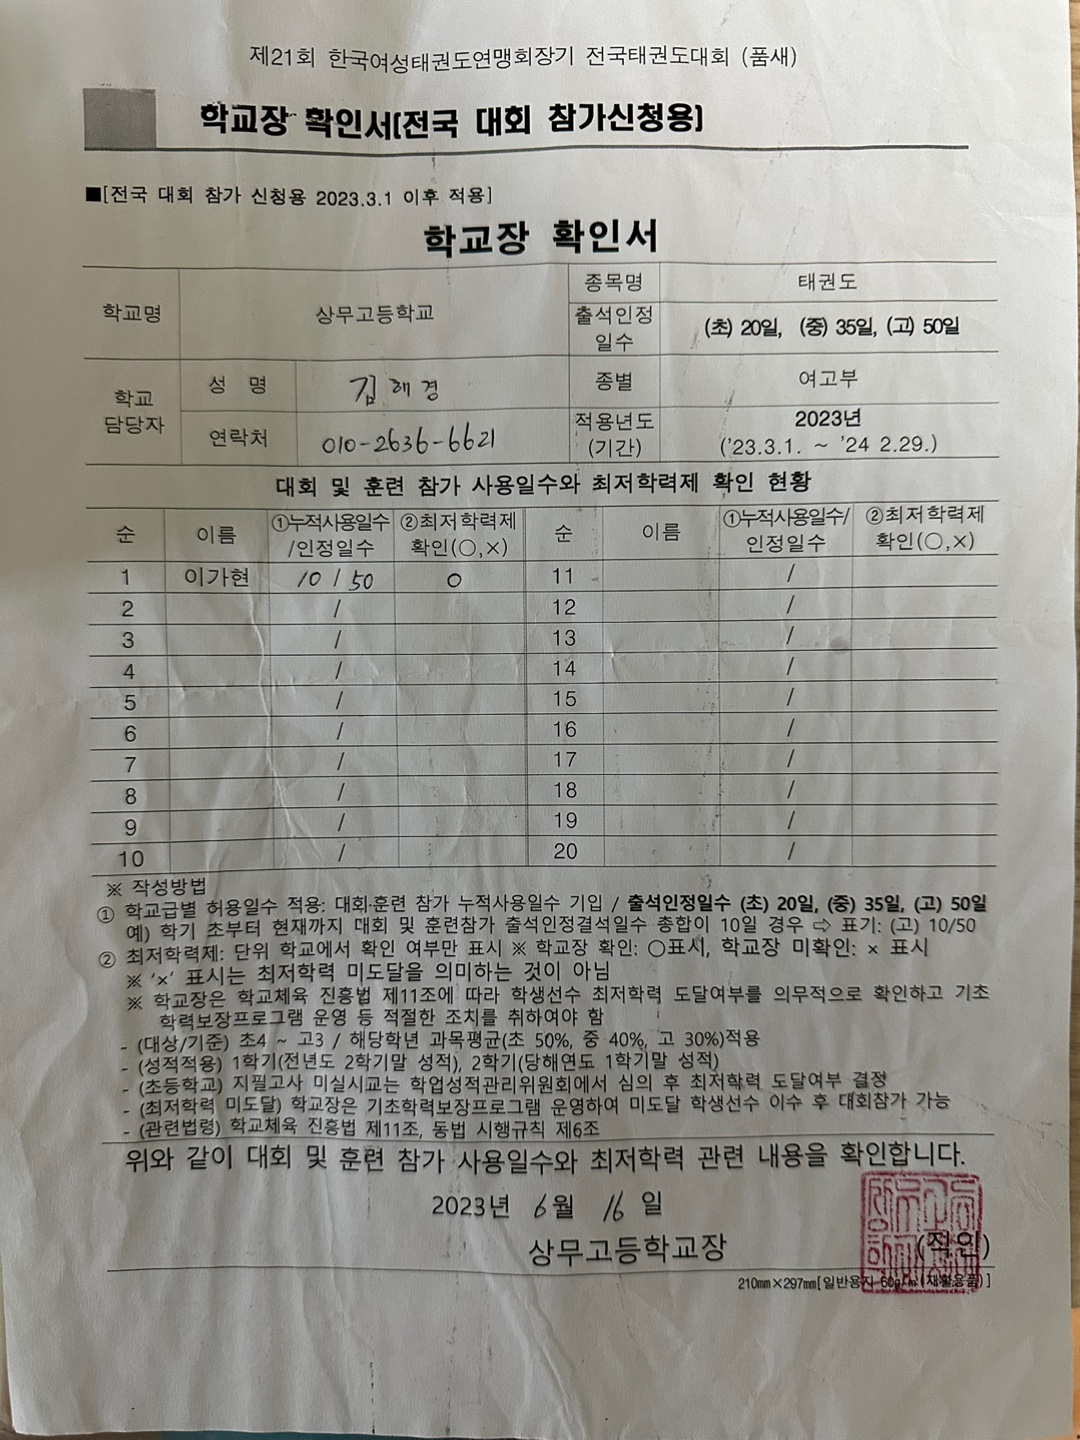 제21회 한국여성태권도연맹회장기 전국태권도대회 (품새)
학교장 확인서(전국 대회 참가신청용)
■[전국 대회 참가 신청용 2023.3.1 이후 적용]
학교장 확인서
학교명 상무고등학교 종목명 태권도
출석인정 일수 (초) 20일, (중) 35일, (고) 50일
학교 담당자 성 명 김해경 종별 여고부
연락처 010-2636-6621 적용년도 (기간) 2023년 ('23.3.1. ~ '24 2.29.)
대회 및 훈련 참가 사용일수와 최저학력제 확인 현황
순 이름 ①누적사용일수/인정일수 ②최저학력제 확인(○,×) 순 이름 ①누적사용일수/인정일수 ②최저학력제 확인(○,×)
1 이가현 10 / 50 ○ 11 /
2 / 12 /
3 / 13 /
4 / 14 /
5 / 15 /
6 / 16 /
7 / 17 /
8 / 18 /
9 / 19 /
10 / 20 /
※ 작성방법
① 학교급별 허용일수 적용: 대회·훈련 참가 누적사용일수 기입 / 출석인정일수 (초) 20일, (중) 35일, (고) 50일
예) 학기 초부터 현재까지 대회 및 훈련참가 출석인정결석일수 총합이 10일 경우 ⇨ 표기: (고) 10/50
② 최저학력제: 단위 학교에서 확인 여부만 표시 ※ 학교장 확인: ○표시, 학교장 미확인: × 표시
※ '×' 표시는 최저학력 미도달을 의미하는 것이 아님
※ 학교장은 학교체육 진흥법 제11조에 따라 학생선수 최저학력 도달여부를 의무적으로 확인하고 기초
학력보장프로그램 운영 등 적절한 조치를 취하여야 함
- (대상/기준) 초4 ~ 고3 / 해당학년 과목평균(초 50%, 중 40%, 고 30%)적용
- (성적적용) 1학기(전년도 2학기말 성적), 2학기(당해연도 1학기말 성적)
- (초등학교) 지필고사 미실시교는 학업성적관리위원회에서 심의 후 최저학력 도달여부 결정
- (최저학력 미도달) 학교장은 기초학력보장프로그램 운영하여 미도달 학생선수 이수 후 대회참가 가능
- (관련법령) 학교체육 진흥법 제11조, 동법 시행규칙 제6조
위와 같이 대회 및 훈련 참가 사용일수와 최저학력 관련 내용을 확인합니다.
2023년 6월 16일
상무고등학교장 (직인)
210㎜×297㎜[일반용지 60g/㎡(재활용품)]